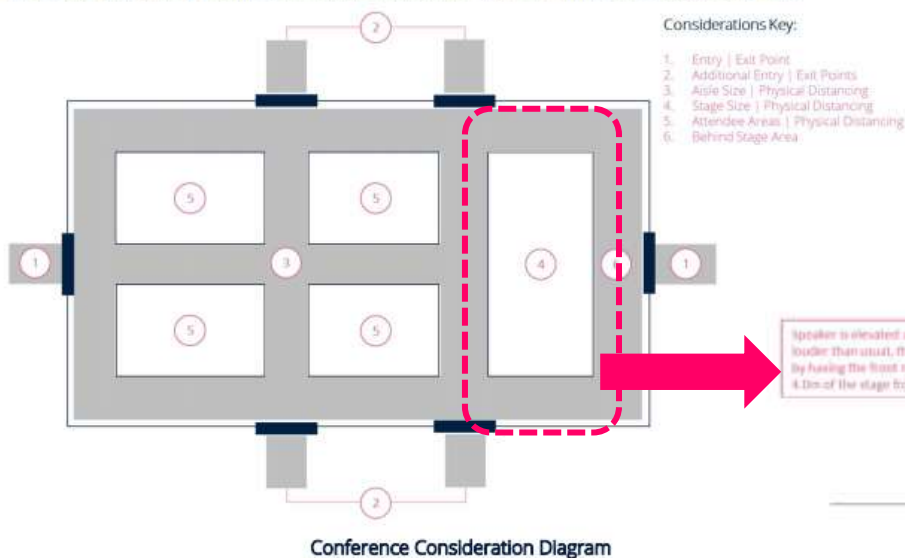 2
Considerations Key:
1. Entry | Exit Point
2. Additional Entry | Exit Points
3. Aisle Size | Physical Distancing
4. Stage Size | Physical Distancing
5. Attendee Areas | Physical Distancing
6. Behind Stage Area
5
5
1
3
4
6
1
5
5
Speaker is elevated
louder than usual,
by having the front
4.0m of the stage
2
Conference Consideration Diagram